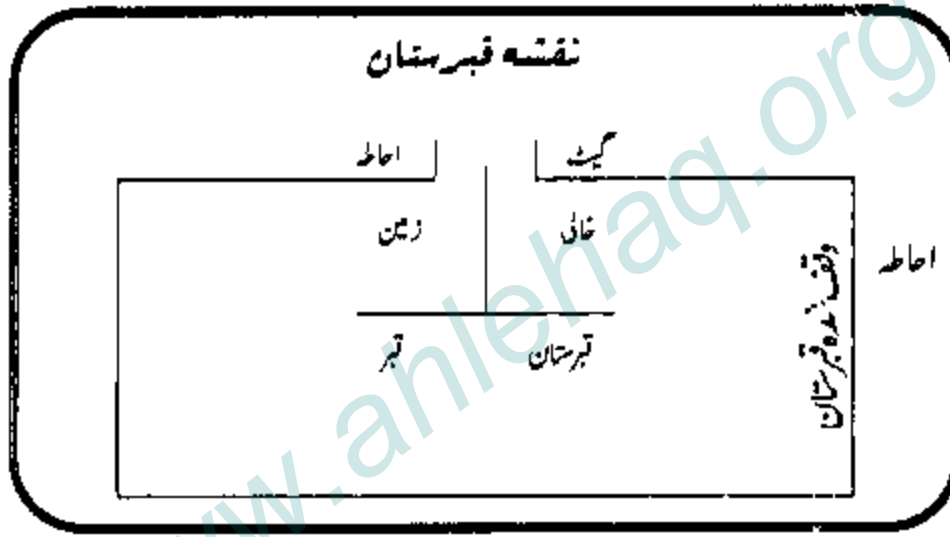 نقشہ قبرستان
گیٹ احاطہ
خالی زمین
احاطہ
وقف شدہ قبرستان
قبرستان قبر
www.ahlehaq.org